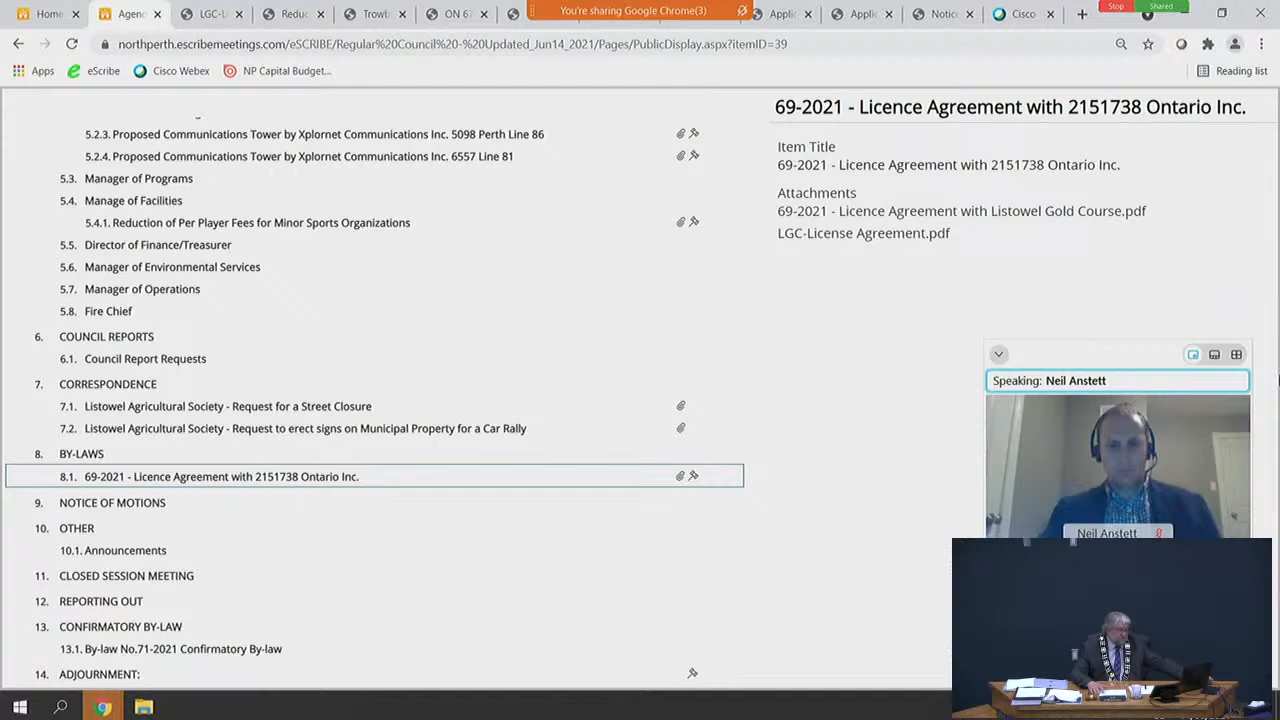 Home
Agen
LGC-L
Reduc
Trowb
ON 6
You're sharing Google Chrome(3)
Applic
Applic
Notice
Cisco
Stop
Shared
northperth.escribemeetings.com/eSCRIBE/Regular%20Council%20-%20Updated_Jun14_2021/Pages/PublicDisplay.aspx?itemID=39
Apps
eScribe
Cisco Webex
NP Capital Budget...
Reading list
5.2.3. Proposed Communications Tower by Xplornet Communications Inc. 5098 Perth Line 86
5.2.4. Proposed Communications Tower by Xplornet Communications Inc. 6557 Line 81
5.3. Manager of Programs
5.4. Manage of Facilities
5.4.1. Reduction of Per Player Fees for Minor Sports Organizations
5.5. Director of Finance/Treasurer
5.6. Manager of Environmental Services
5.7. Manager of Operations
5.8. Fire Chief
6. COUNCIL REPORTS
6.1. Council Report Requests
7. CORRESPONDENCE
7.1. Listowel Agricultural Society - Request for a Street Closure
7.2. Listowel Agricultural Society - Request to erect signs on Municipal Property for a Car Rally
8. BY-LAWS
8.1. 69-2021 - Licence Agreement with 2151738 Ontario Inc.
9. NOTICE OF MOTIONS
10. OTHER
10.1. Announcements
11. CLOSED SESSION MEETING
12. REPORTING OUT
13. CONFIRMATORY BY-LAW
13.1. By-law No.71-2021 Confirmatory By-law
14. ADJOURNMENT:
69-2021 - Licence Agreement with 2151738 Ontario Inc.
Item Title
69-2021 - Licence Agreement with 2151738 Ontario Inc.
Attachments
69-2021 - Licence Agreement with Listowel Gold Course.pdf
LGC-License Agreement.pdf
Speaking: Neil Anstett
Neil Anstett